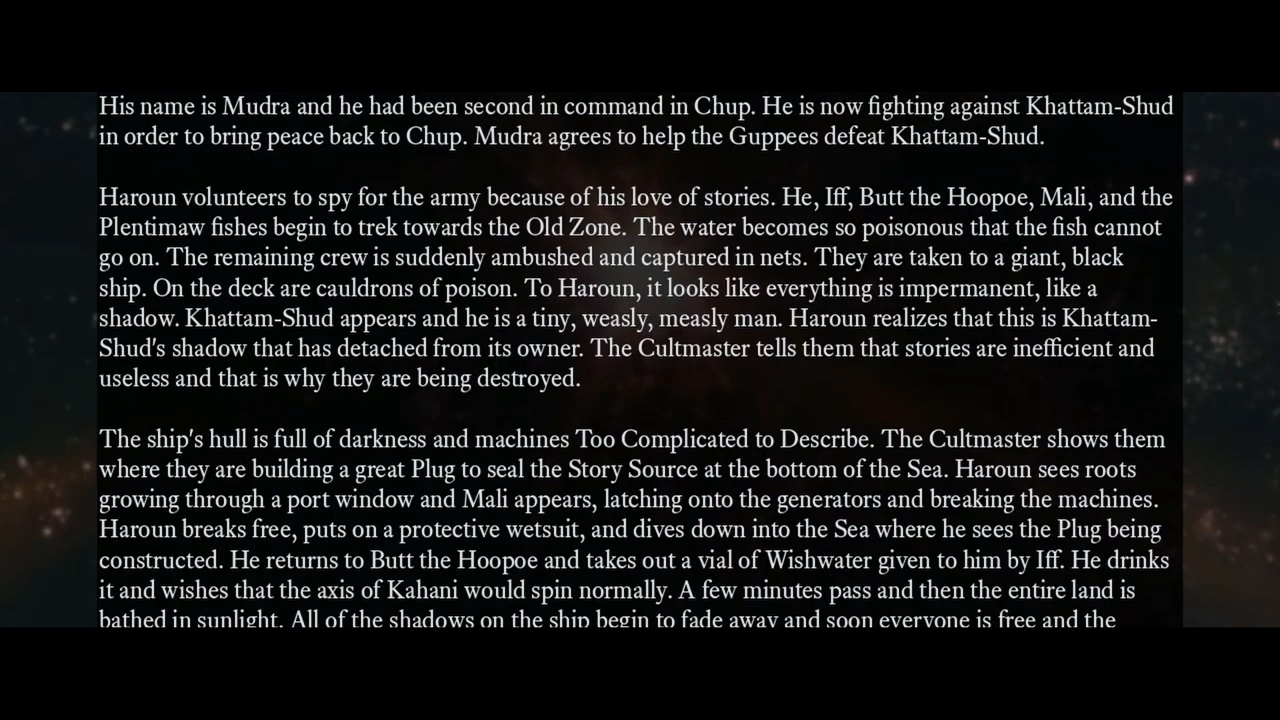 His name is Mudra and he had been second in command in Chup. He is now fighting against Khattam-Shud
in order to bring peace back to Chup. Mudra agrees to help the Guppees defeat Khattam-Shud.
Haroun volunteers to spy for the army because of his love of stories. He, Iff, Butt the Hoopoe, Mali, and the
Plentimaw fishes begin to trek towards the Old Zone. The water becomes so poisonous that the fish cannot
go on. The remaining crew is suddenly ambushed and captured in nets. They are taken to a giant, black
ship. On the deck are cauldrons of poison. To Haroun, it looks like everything is impermanent, like a
shadow. Khattam-Shud appears and he is a tiny, weasly, measly man. Haroun realizes that this is Khattam-
Shud's shadow that has detached from its owner. The Cultmaster tells them that stories are inefficient and
useless and that is why they are being destroyed.
The ship's hull is full of darkness and machines Too Complicated to Describe. The Cultmaster shows them
where they are building a great Plug to seal the Story Source at the bottom of the Sea. Haroun sees roots
growing through a port window and Mali appears, latching onto the generators and breaking the machines.
Haroun breaks free, puts on a protective wetsuit, and dives down into the Sea where he sees the Plug being
constructed. He returns to Butt the Hoopoe and takes out a vial of Wishwater given to him by Iff. He drinks
it and wishes that the axis of Kahani would spin normally. A few minutes pass and then the entire land is
bathed in sunlight. All of the shadows on the ship begin to fade away and soon everyone is free and the